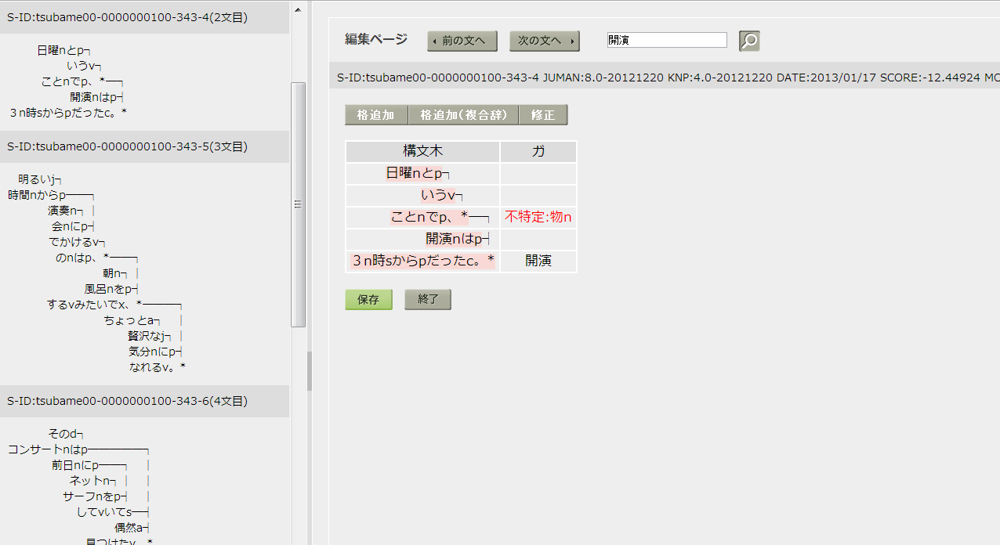 S-ID:tsubame00-0000000100-343-4(2文目)
日曜nとp┐
いうv┐
ことnでp、*─┐
開演nはp┤
３n時sからpだったc。*
S-ID:tsubame00-0000000100-343-5(3文目)
明るいj┐
時間nからp──┐
演奏n┐│
会nにp┤
でかけるv┐
のnはp、*──┐
朝n┐│
風呂nをp┤
するvみたいでx、*───┐
ちょっとa┐　│
贅沢なj┐│
気分nにp┤
なれるv。*
S-ID:tsubame00-0000000100-343-6(4文目)
そのd┐
コンサートnはp─────┐
前日nにp──┐　│
ネットn┐│　│
サーフnをp┤　│
してvいてs─┤
偶然a┤
見つけたv。*
編集ページ
前の文へ
次の文へ
開演
S-ID:tsubame00-0000000100-343-4 JUMAN:8.0-20121220 KNP:4.0-20121220 DATE:2013/01/17 SCORE:-12.44924 MO
格追加 格追加(複合辞) 修正
構文木 ガ
日曜nとp┐
いうv┐
ことnでp、*─┐ 不特定:物n
開演nはp┤
３n時sからpだったc。* 開演
保存 終了